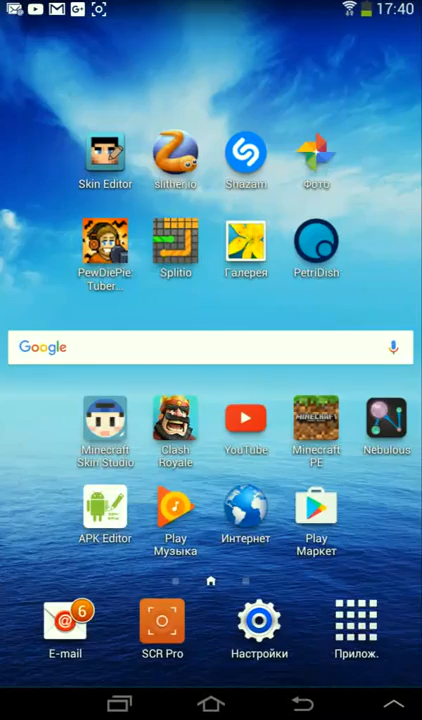 17:40
Skin Editor
slither.io
Shazam
Фото
PewDiePie:
Tuber...
Splitio
Галерея
PetriDish
Google
Minecraft
Skin Studio
Clash
Royale
YouTube
Minecraft
PE
Nebulous
APK Editor
Play
Музыка
Интернет
Play
Маркет
6
E-mail
SCR Pro
Настройки
Прилож.